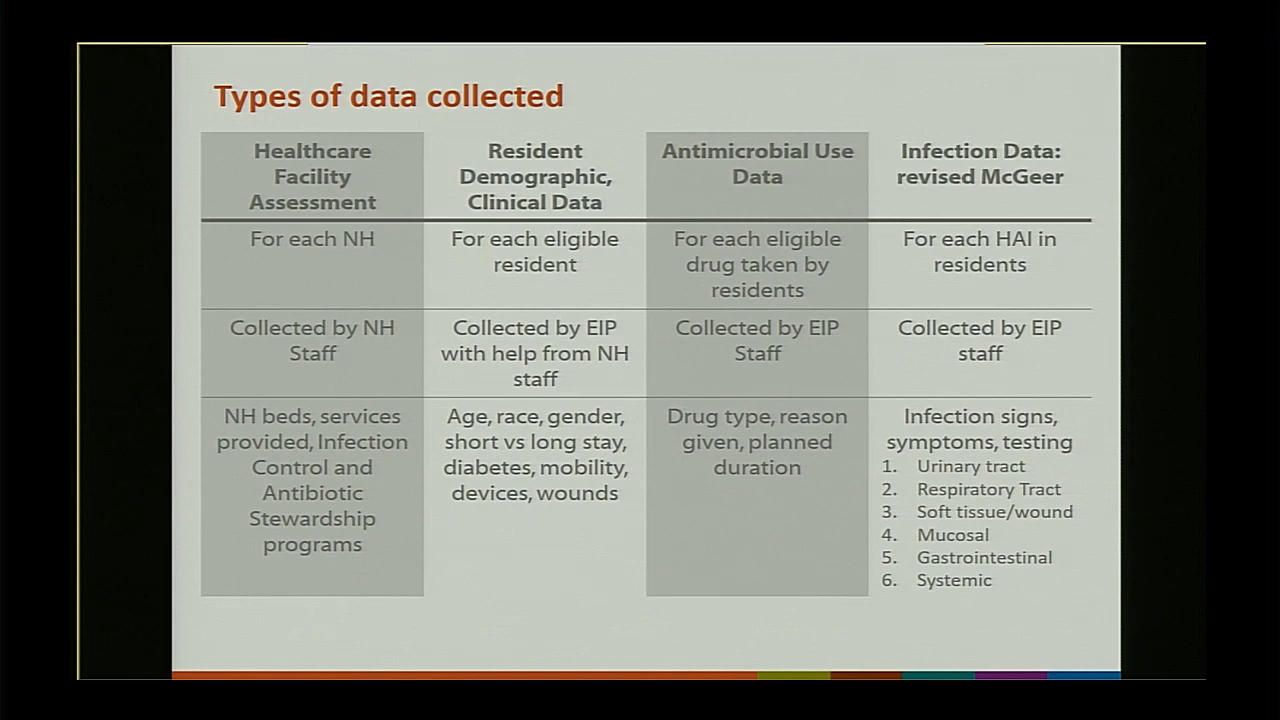 Types of data collected
Healthcare
Facility
Assessment
Resident
Demographic,
Clinical Data
Antimicrobial Use
Data
Infection Data:
revised McGeer
For each NH
For each eligible
resident
For each eligible
drug taken by
residents
For each HAI in
residents
Collected by NH
Staff
Collected by EIP
with help from NH
staff
Collected by EIP
Staff
Collected by EIP
staff
NH beds, services
provided, Infection
Control and
Antibiotic
Stewardship
programs
Age, race, gender,
short vs long stay,
diabetes, mobility,
devices, wounds
Drug type, reason
given, planned
duration
Infection signs,
symptoms, testing
1. Urinary tract
2. Respiratory Tract
3. Soft tissue/wound
4. Mucosal
5. Gastrointestinal
6. Systemic